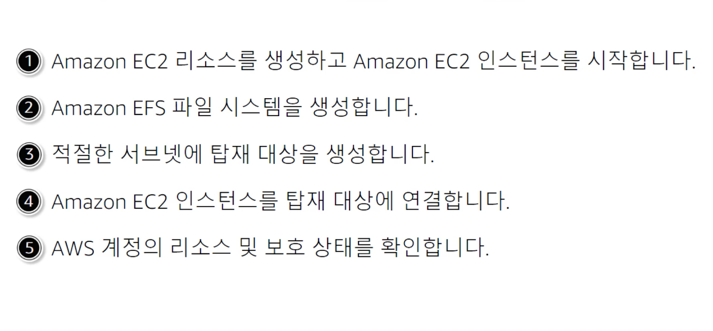 1 Amazon EC2 리소스를 생성하고 Amazon EC2 인스턴스를 시작합니다.
2 Amazon EFS 파일 시스템을 생성합니다.
3 적절한 서브넷에 탑재 대상을 생성합니다.
4 Amazon EC2 인스턴스를 탑재 대상에 연결합니다.
5 AWS 계정의 리소스 및 보호 상태를 확인합니다.